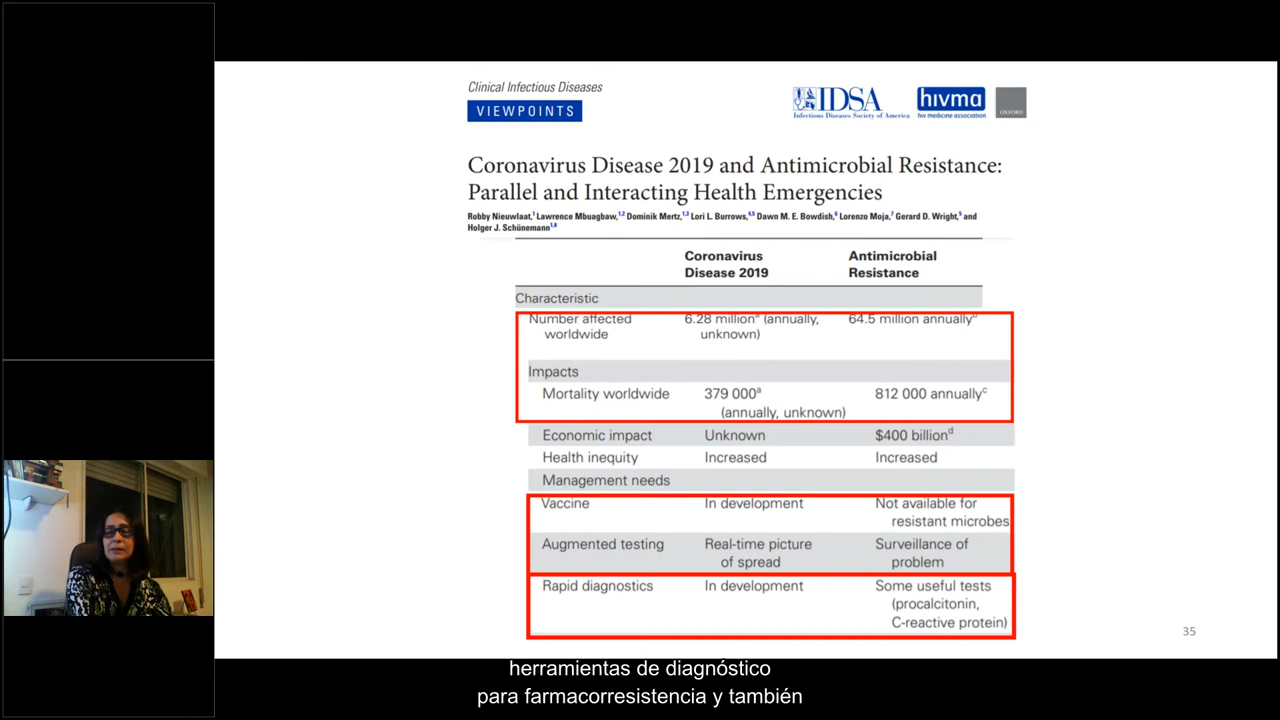 Clinical Infectious Diseases
VIEWPOINTS
IDSA
Infectious Diseases Society of America
hivma
hiv medicine association
OXFORD
Coronavirus Disease 2019 and Antimicrobial Resistance:
Parallel and Interacting Health Emergencies
Robby Nieuwlaat,1 Lawrence Mbuagbaw,1,2 Dominik Mertz,1,3 Lori L. Burrows,4,5 Dawn M. E. Bowdish,6 Lorenzo Moja,7 Gerard D. Wright,5 and
Holger J. Schünemann1,8
Coronavirus Disease 2019 Antimicrobial Resistance
Characteristic
Number affected worldwide 6.28 milliona (annually, unknown) 64.5 million annuallyb
Impacts
Mortality worldwide 379 000a (annually, unknown) 812 000 annuallyc
Economic impact Unknown $400 billiond
Health inequity Increased Increased
Management needs
Vaccine In development Not available for resistant microbes
Augmented testing Real-time picture of spread Surveillance of problem
Rapid diagnostics In development Some useful tests (procalcitonin, C-reactive protein)
35
herramientas de diagnóstico
para farmacorresistencia y también